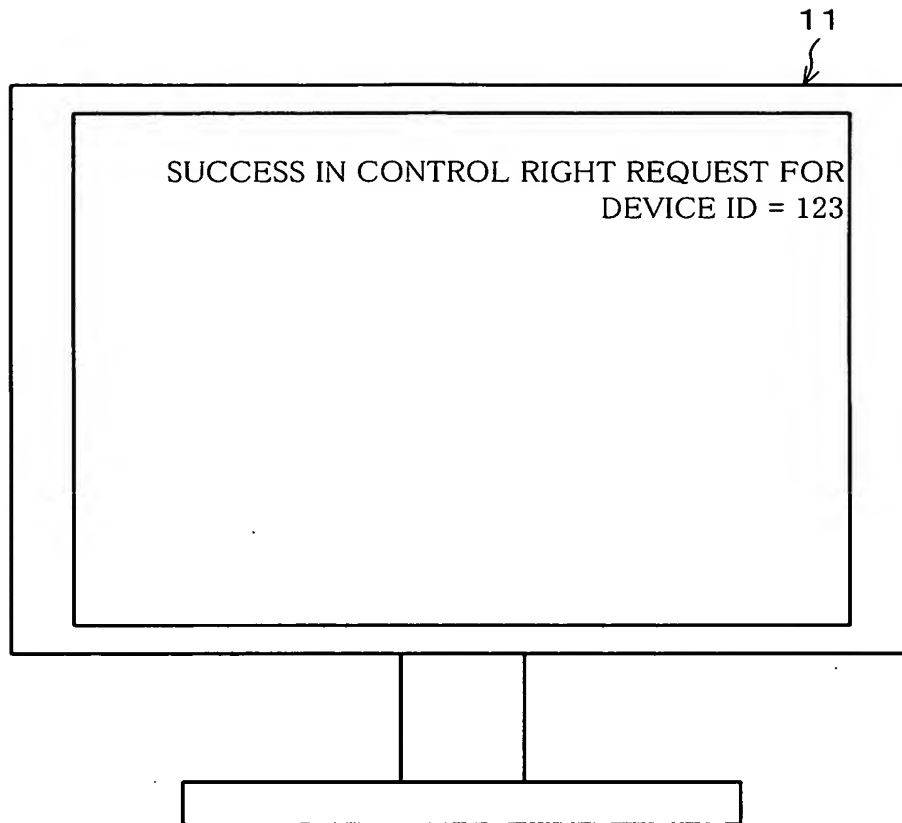 11
SUCCESS IN CONTROL RIGHT REQUEST FOR
DEVICE ID = 123